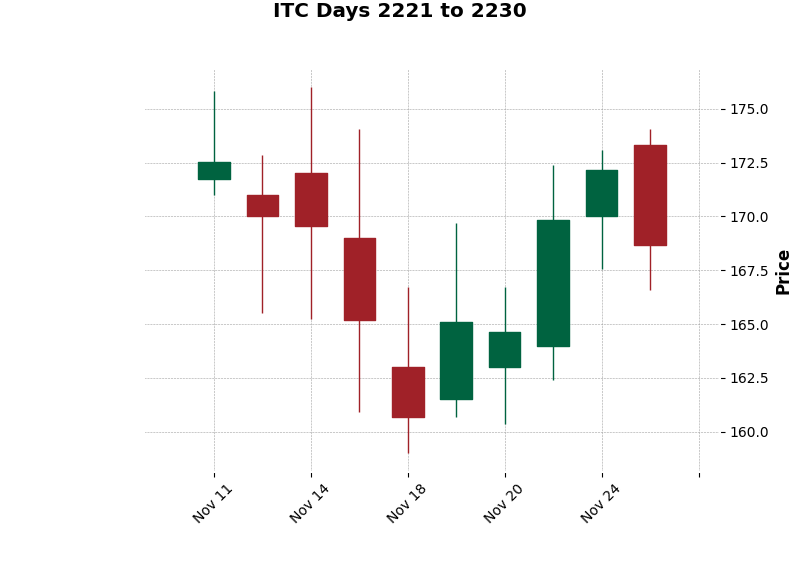 ITC Days 2221 to 2230
175.0
172.5
170.0
167.5
165.0
162.5
160.0
Price
Nov 11
Nov 14
Nov 18
Nov 20
Nov 24